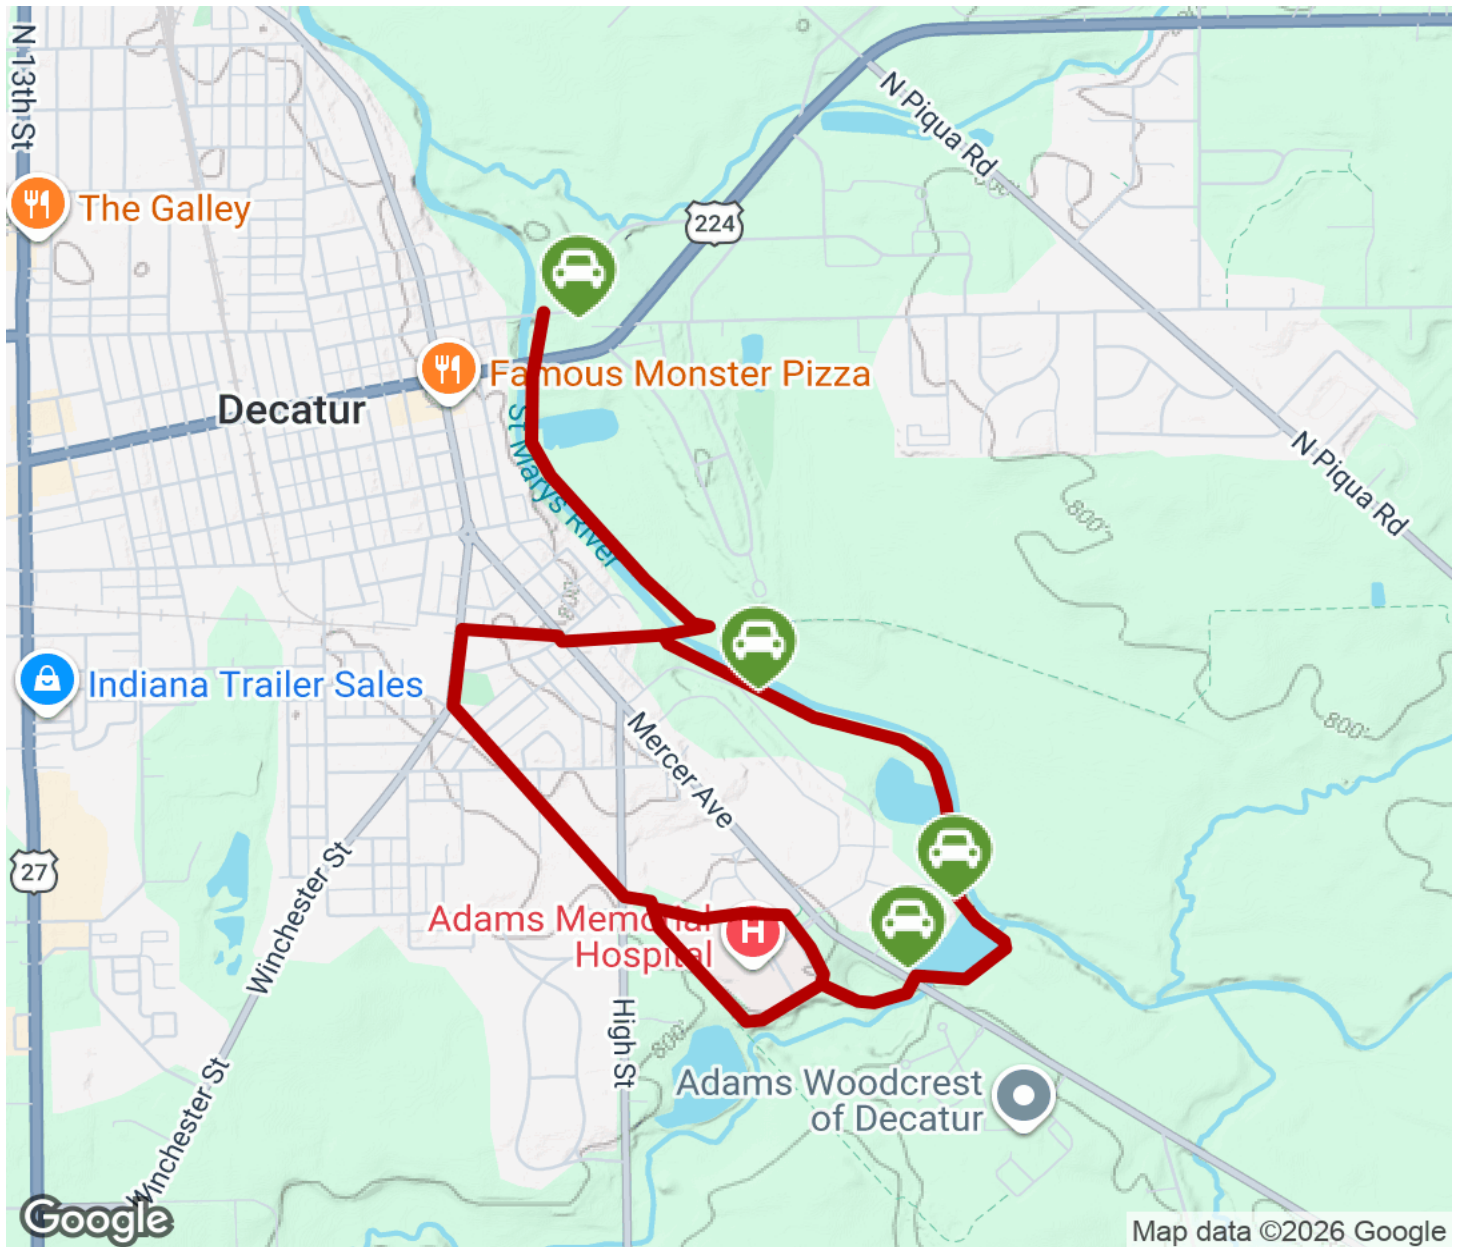 N 13th St
N Piqua Rd
The Galley
224
800'
Famous Monster Pizza
Decatur
St Marys River
N Piqua Rd
800'
800'
Indiana Trailer Sales
Mercer Ave
800'
27
Winchester St
Adams Memorial
Hospital
H
High St
800'
Adams Woodcrest
of Decatur
Winchester St
Google
Map data ©2026 Google